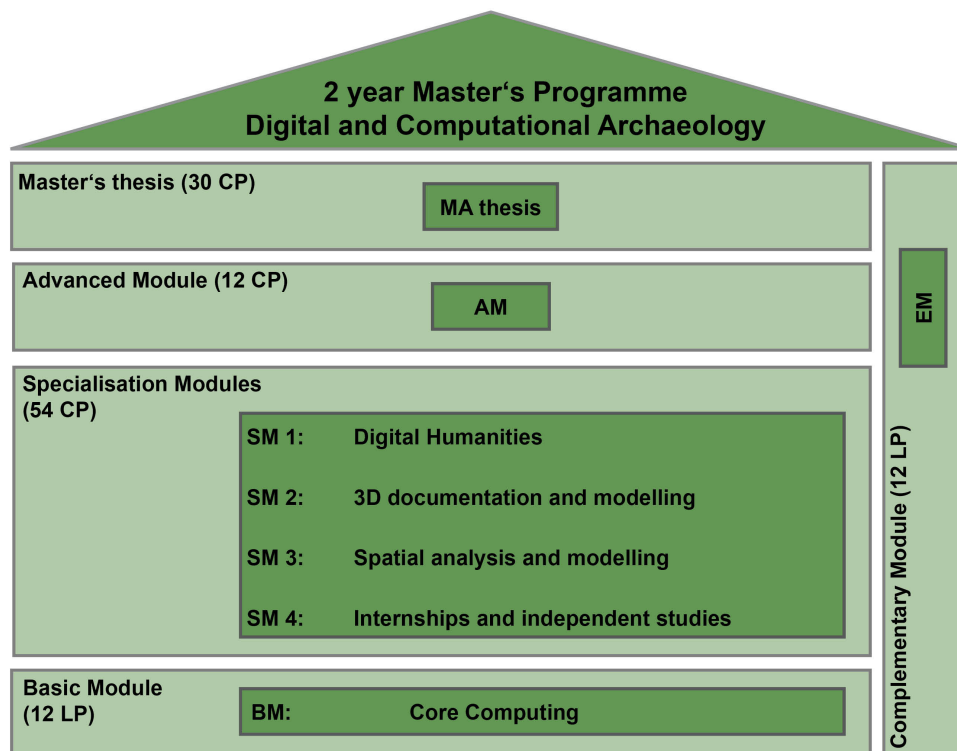 2 year Master‘s Programme
Digital and Computational Archaeology
Master‘s thesis (30 CP)
MA thesis
Advanced Module (12 CP)
AM
Specialisation Modules
(54 CP)
SM 1: Digital Humanities
SM 2: 3D documentation and modelling
SM 3: Spatial analysis and modelling
SM 4: Internships and independent studies
Basic Module
(12 LP)
BM: Core Computing
EM
Complementary Module (12 LP)